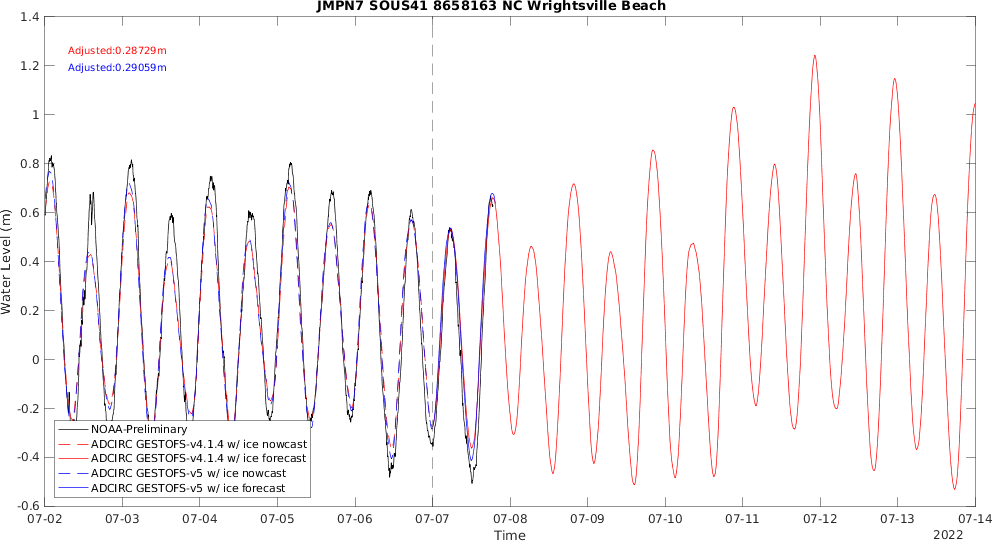 JMPN7 SOUS41 8658163 NC Wrightsville Beach
Adjusted:0.28729m
Adjusted:0.29059m
Water Level (m)
1.4
1.2
1
0.8
0.6
0.4
0.2
0
-0.2
-0.4
-0.6
NOAA-Preliminary
ADCIRC GESTOFS-v4.1.4 w/ ice nowcast
ADCIRC GESTOFS-v4.1.4 w/ ice forecast
ADCIRC GESTOFS-v5 w/ ice nowcast
ADCIRC GESTOFS-v5 w/ ice forecast
07-02 07-03 07-04 07-05 07-06 07-07 07-08 07-09 07-10 07-11 07-12 07-13 07-14
Time
2022